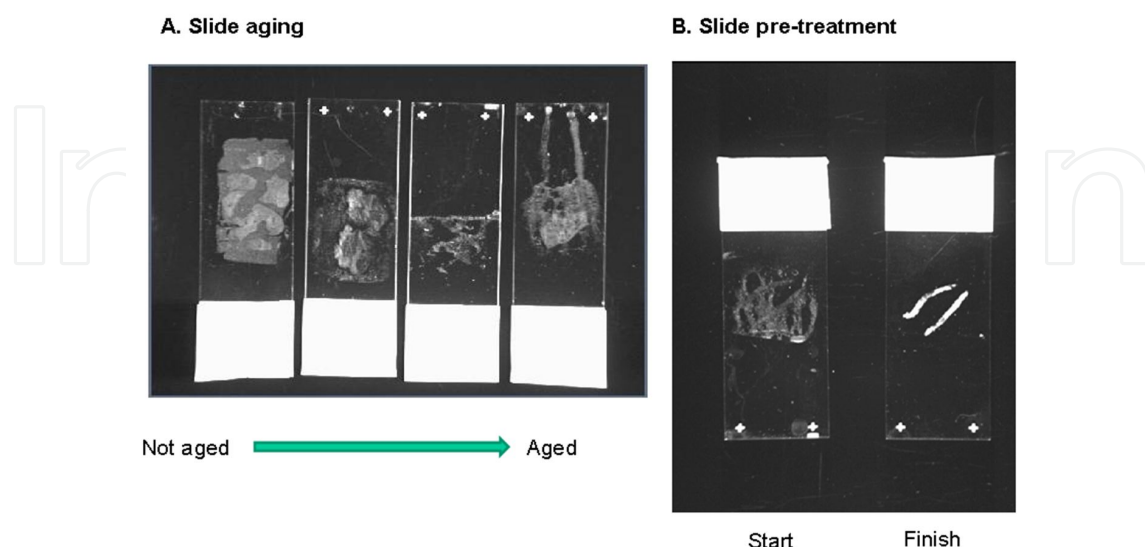 A. Slide aging
B. Slide pre-treatment
Not aged
Aged
Start
Finish